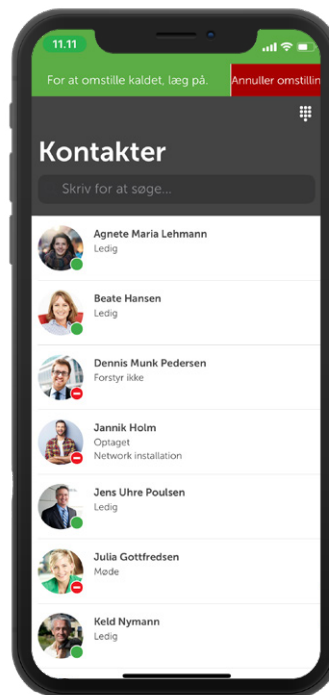 11.11
For at omstille kaldet, læg på.
Annuller omstillin
Kontakter
Skriv for at søge...
Agnete Maria Lehmann
Ledig
Beate Hansen
Ledig
Dennis Munk Pedersen
Forstyr ikke
Jannik Holm
Optaget
Network installation
Jens Uhre Poulsen
Ledig
Julia Gottfredsen
Møde
Keld Nymann
Ledig